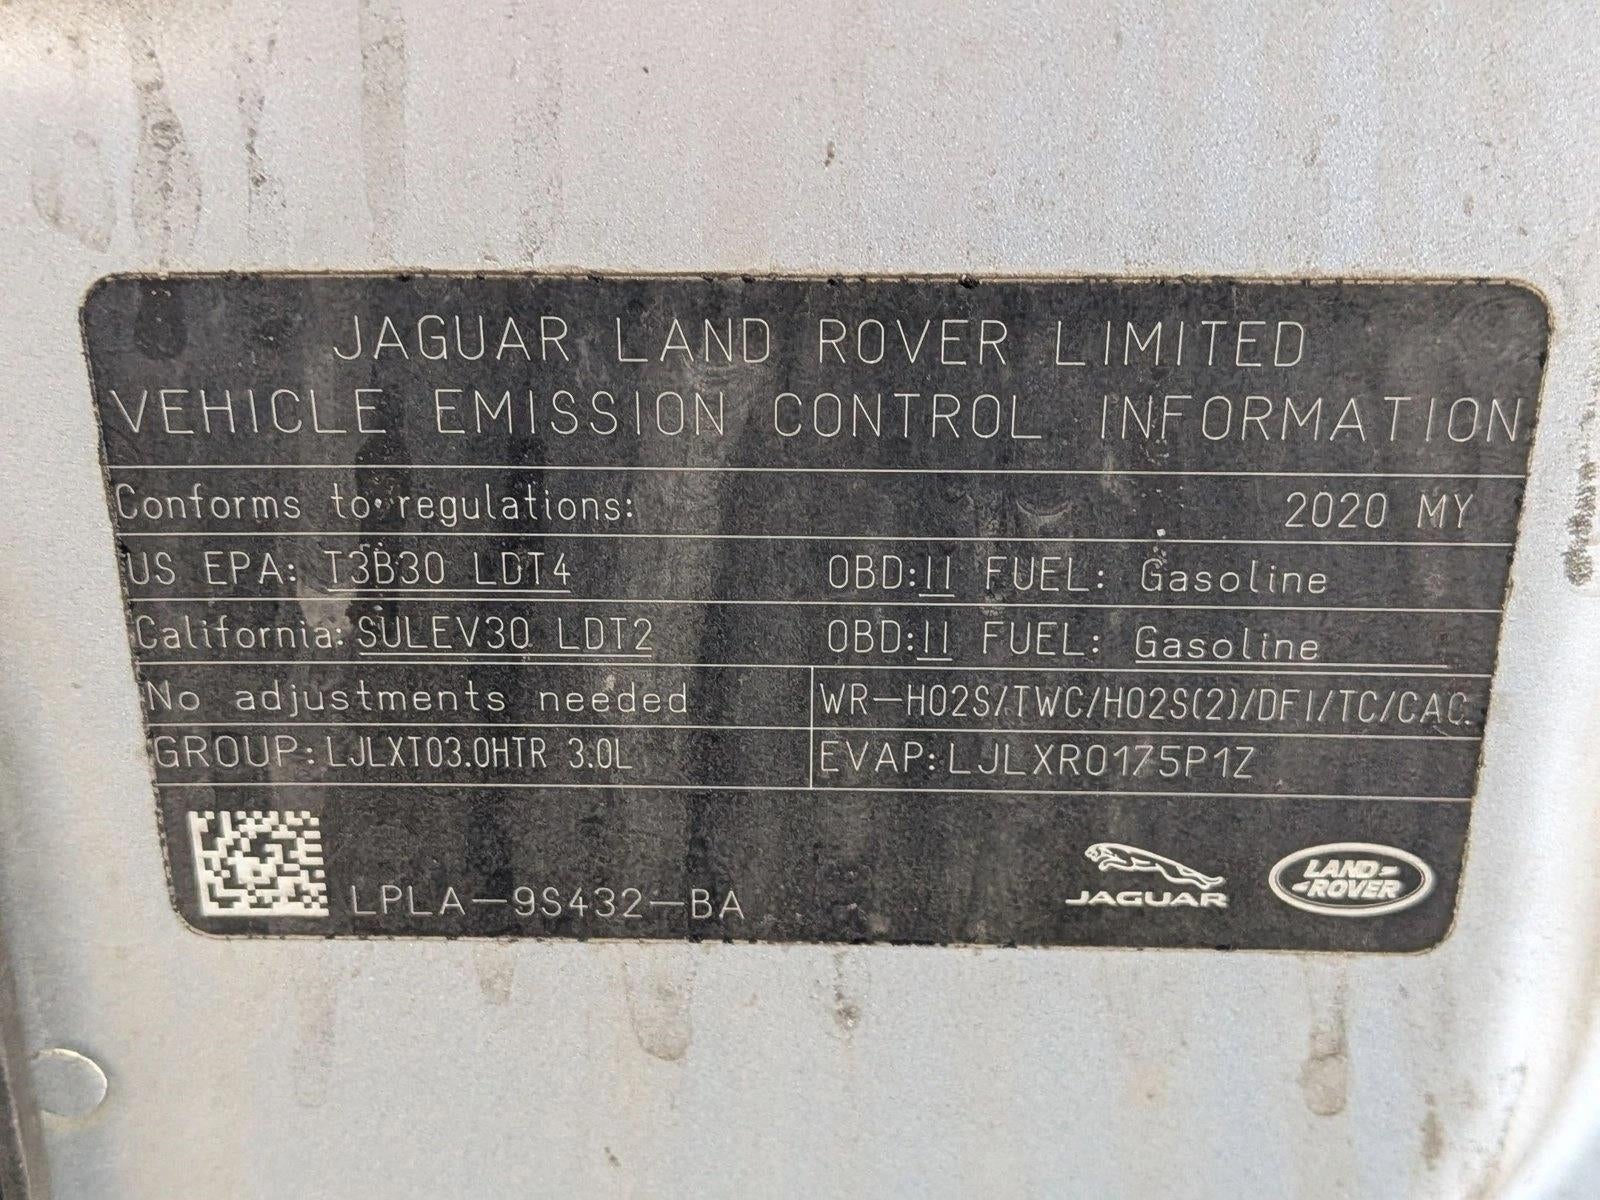 JAGUAR LAND ROVER LIMITED
VEHICLE EMISSION CONTROL INFORMATION
Conforms to regulations: 2020 MY
US EPA: T3B30 LDT4 OBD:II FUEL: Gasoline
California: SULEV30 LDT2 OBD:II FUEL: Gasoline
No adjustments needed WR-HO2S/TWC/HO2S(2)/DFI/TC/CAC
GROUP: LJLXT03.0HTR 3.0L EVAP: LJLXR0175P1Z
LPLA-9S432-BA
JAGUAR
LAND
ROVER